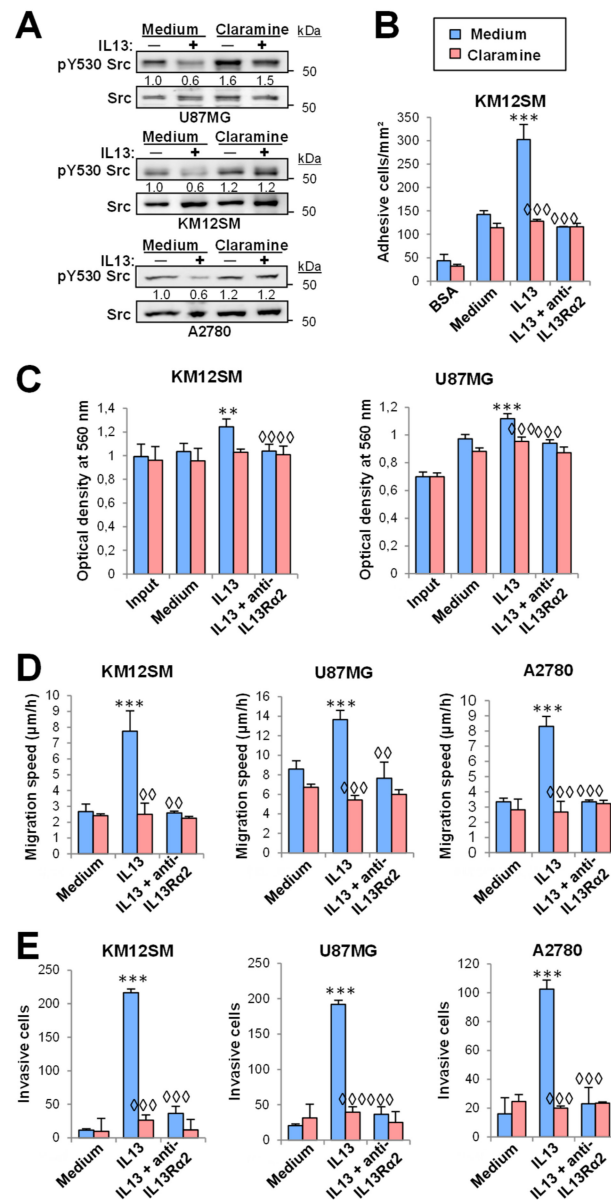 A
Medium Claramine kDa
IL13: — + — +
pY530 Src
50
1.0 0.6 1.6 1.5
Src
50
U87MG
Medium Claramine
IL13: — + — + kDa
pY530 Src
50
1.0 0.6 1.2 1.2
Src
50
KM12SM
Medium Claramine
IL13: — + — + kDa
pY530 Src
50
1.0 0.6 1.2 1.2
Src
50
A2780
B
Medium
Claramine
KM12SM
Adhesive cells/mm²
350
300
250
200
150
100
50
0
***
◊◊◊ ◊◊◊
BSA
Medium
IL13
IL13 + anti-
IL13Rα2
C
KM12SM
Optical density at 560 nm
1,4
1,2
1
0,8
0,6
0,4
0,2
0
**
◊◊◊◊
Input
Medium
IL13
IL13 + anti-
IL13Rα2
U87MG
Optical density at 560 nm
1,2
1
0,8
0,6
0,4
0,2
0
***
◊◊◊ ◊◊◊
Input
Medium
IL13
IL13 + anti-
IL13Rα2
D
KM12SM
Migration speed (µm/h)
10
9
8
7
6
5
4
3
2
1
0
***
◊◊ ◊◊
Medium
IL13
IL13 + anti-
IL13Rα2
U87MG
Migration speed (µm/h)
16
14
12
10
8
6
4
2
0
***
◊◊◊ ◊◊
Medium
IL13
IL13 + anti-
IL13Rα2
A2780
Migration speed (µm/h)
10
9
8
7
6
5
4
3
2
1
0
***
◊◊◊ ◊◊◊
Medium
IL13
IL13 + anti-
IL13Rα2
E
KM12SM
Invasive cells
250
200
150
100
50
0
***
◊◊◊ ◊◊◊
Medium
IL13
IL13 + anti-
IL13Rα2
U87MG
Invasive cells
250
200
150
100
50
0
***
◊◊◊◊◊◊
Medium
IL13
IL13 + anti-
IL13Rα2
A2780
Invasive cells
120
100
80
60
40
20
0
***
◊◊◊ ◊◊◊
Medium
IL13
IL13 + anti-
IL13Rα2